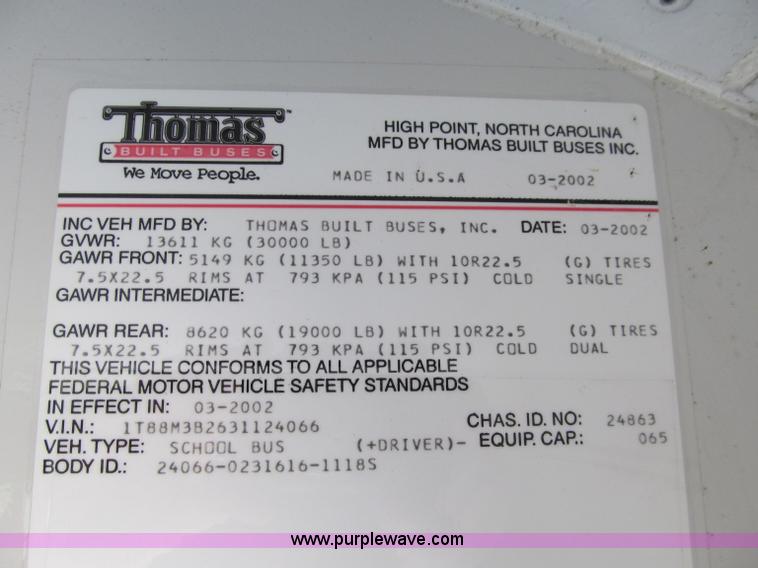 Thomas™
BUILT BUSES
We Move People.
HIGH POINT, NORTH CAROLINA
MFD BY THOMAS BUILT BUSES INC.
MADE IN U.S.A 03-2002
INC VEH MFD BY: THOMAS BUILT BUSES, INC. DATE: 03-2002
GVWR: 13611 KG (30000 LB)
GAWR FRONT: 5149 KG (11350 LB) WITH 10R22.5 (G) TIRES
7.5X22.5 RIMS AT 793 KPA (115 PSI) COLD SINGLE
GAWR INTERMEDIATE:
GAWR REAR: 8620 KG (19000 LB) WITH 10R22.5 (G) TIRES
7.5X22.5 RIMS AT 793 KPA (115 PSI) COLD DUAL
THIS VEHICLE CONFORMS TO ALL APPLICABLE
FEDERAL MOTOR VEHICLE SAFETY STANDARDS
IN EFFECT IN: 03-2002
V.I.N.: 1T88M3B2631124066 CHAS. ID. NO: 24863
VEH. TYPE: SCHOOL BUS (+DRIVER)- EQUIP. CAP.: 065
BODY ID.: 24066-0231616-1118S
www.purplewave.com